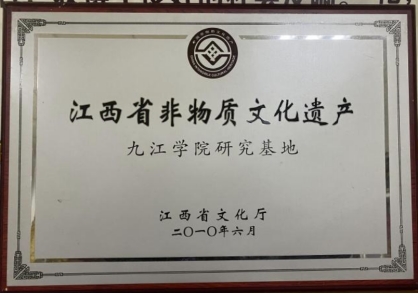 江西省非物质文化遗产
九江学院研究基地
江西省文化厅
二〇一〇年六月